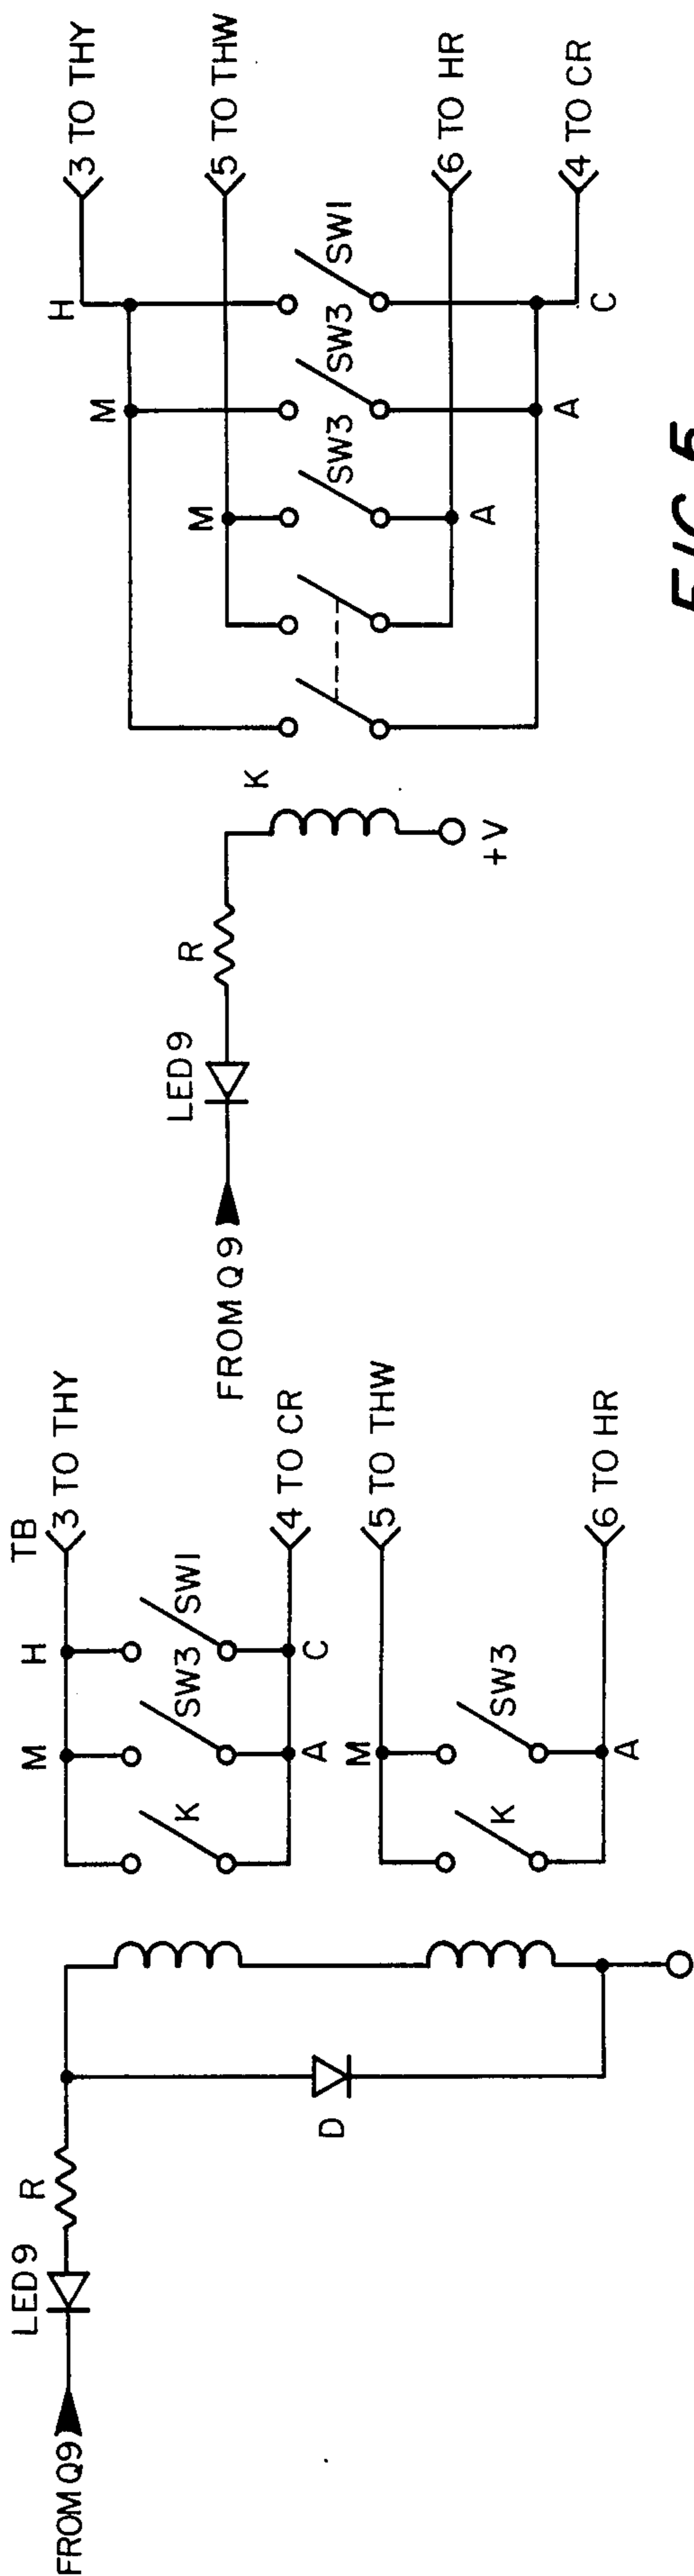 FROM Q9
LED9
R
D
K
M
SW3
A
H
SW1
C
TB
3 TO THY
4 TO CR
K
M
SW3
A
5 TO THW
6 TO HR
FROM Q9
LED9
R
K
+V
M
SW3
A
M
SW3
A
H
SW1
C
3 TO THY
5 TO THW
6 TO HR
4 TO CR
FIG. 5